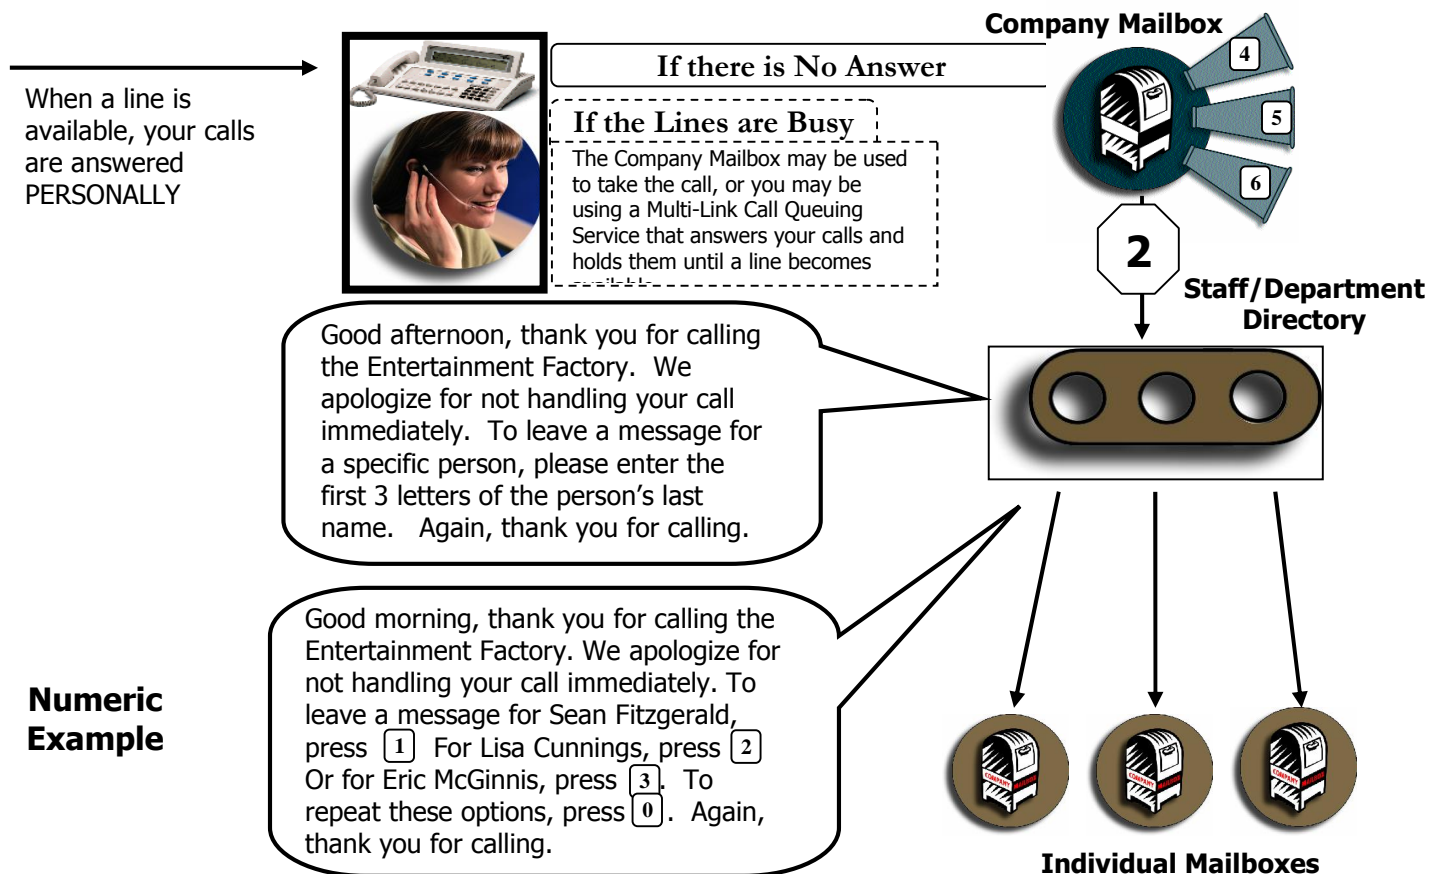 Company Mailbox
If there is No Answer
4
5
6
When a line is
available, your calls
are answered
PERSONALLY
If the Lines are Busy
The Company Mailbox may be used
to take the call, or you may be
using a Multi-Link Call Queuing
Service that answers your calls and
holds them until a line becomes
2
Staff/Department
Directory
Good afternoon, thank you for calling
the Entertainment Factory.  We
apologize for not handling your call
immediately.  To leave a message for
a specific person, please enter the
first 3 letters of the person’s last
name.   Again, thank you for calling.
Numeric
Example
Good morning, thank you for calling the
Entertainment Factory. We apologize for
not handling your call immediately. To
leave a message for Sean Fitzgerald,
press 1 For Lisa Cunnings, press 2
Or for Eric McGinnis, press 3. To
repeat these options, press 0. Again,
thank you for calling.
COMPANY MAILBOX
COMPANY MAILBOX
COMPANY MAILBOX
Individual Mailboxes